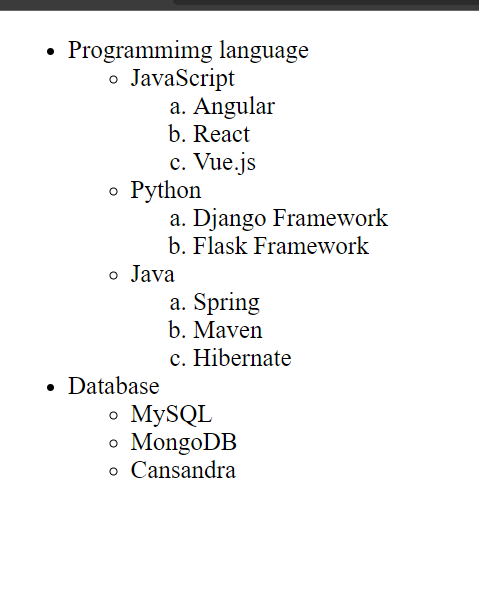 • Programmimg language
◦ JavaScript
a. Angular
b. React
c. Vue.js
◦ Python
a. Django Framework
b. Flask Framework
◦ Java
a. Spring
b. Maven
c. Hibernate
• Database
◦ MySQL
◦ MongoDB
◦ Cansandra